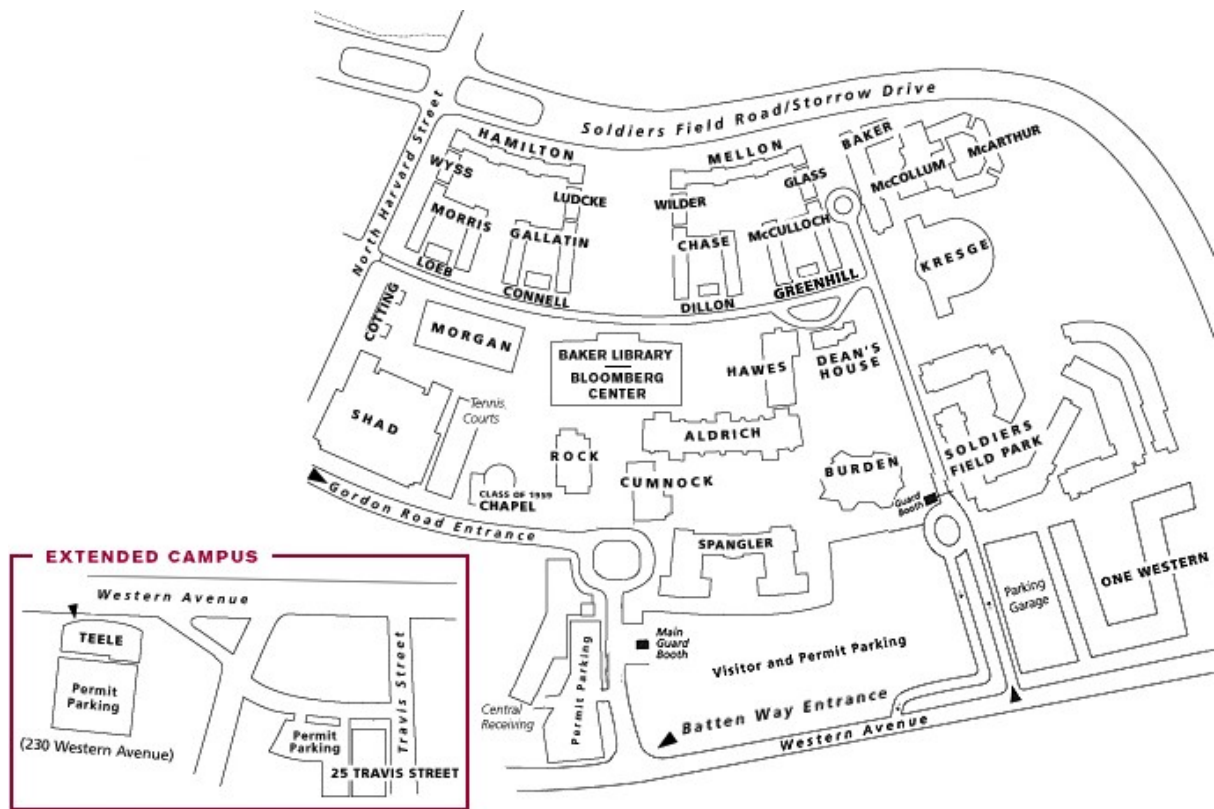 Soldiers Field Road/Storrow Drive
North Harvard Street
HAMILTON
WYSS
LUDCKE
MORRIS
GALLATIN
LOEB
CONNELL
MELLON
GLASS
WILDER
CHASE
McCULLOCH
DILLON
GREENHILL
BAKER
McCOLLUM
McARTHUR
KRESGE
COTTING
MORGAN
BAKER LIBRARY
BLOOMBERG
CENTER
HAWES
DEAN'S
HOUSE
SHAD
Tennis
Courts
ROCK
ALDRICH
CUMNOCK
BURDEN
SOLDIERS
FIELD PARK
Guard
Booth
CLASS OF 1959
CHAPEL
Gordon Road Entrance
SPANGLER
Parking
Garage
ONE WESTERN
Main
Guard
Booth
Visitor and Permit Parking
Permit Parking
Central
Receiving
Batten Way Entrance
Western Avenue
EXTENDED CAMPUS
Western Avenue
TEELE
Permit
Parking
(230 Western Avenue)
Permit
Parking
Travis Street
25 TRAVIS STREET